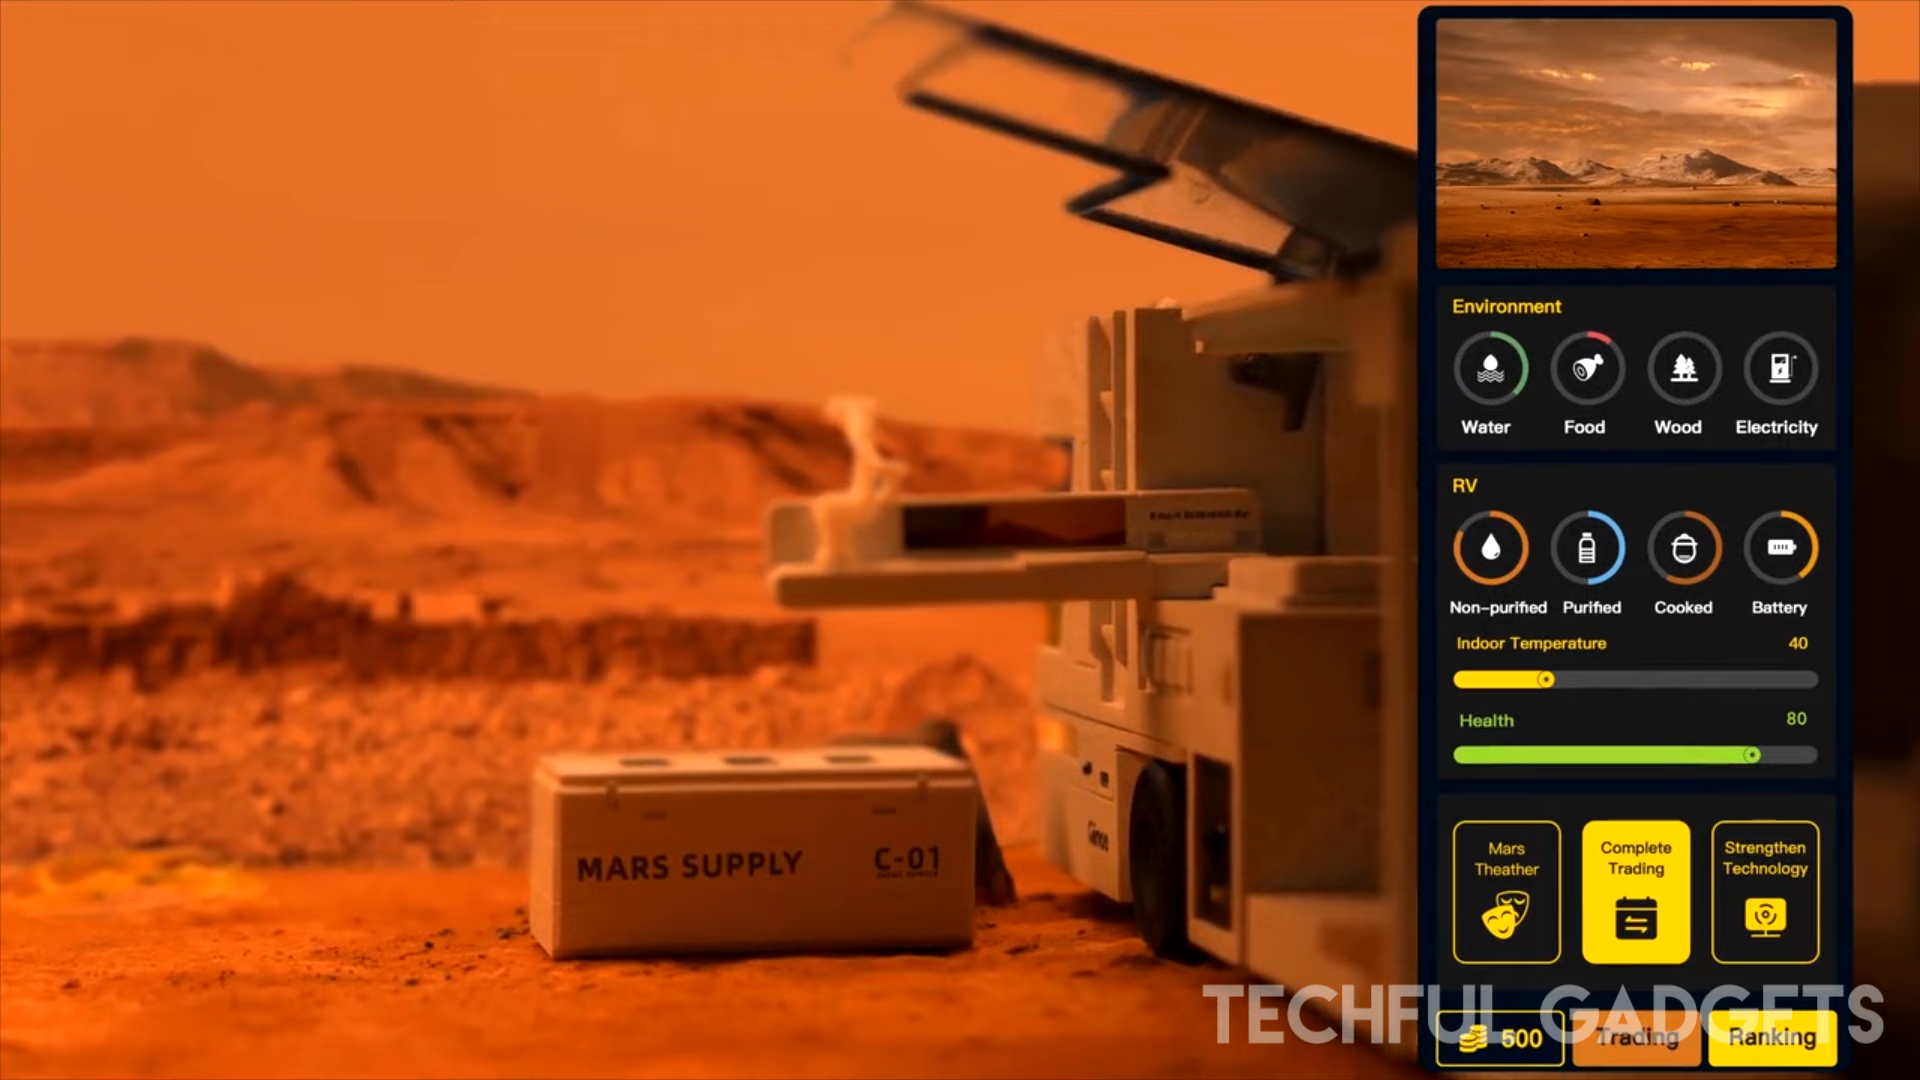 Environment
Water
Food
Wood
Electricity
RV
Non-purified
Purified
Cooked
Battery
Indoor Temperature 40
Health 80
MARS SUPPLY
C-01
Mars
Theather
Complete
Trading
Strengthen
Technology
TECHFUL GADGETS
500
Trading
Ranking